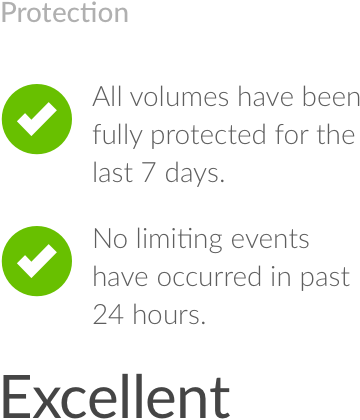 Protection
All volumes have been
fully protected for the
last 7 days.
No limiting events
have occurred in past
24 hours.
Excellent